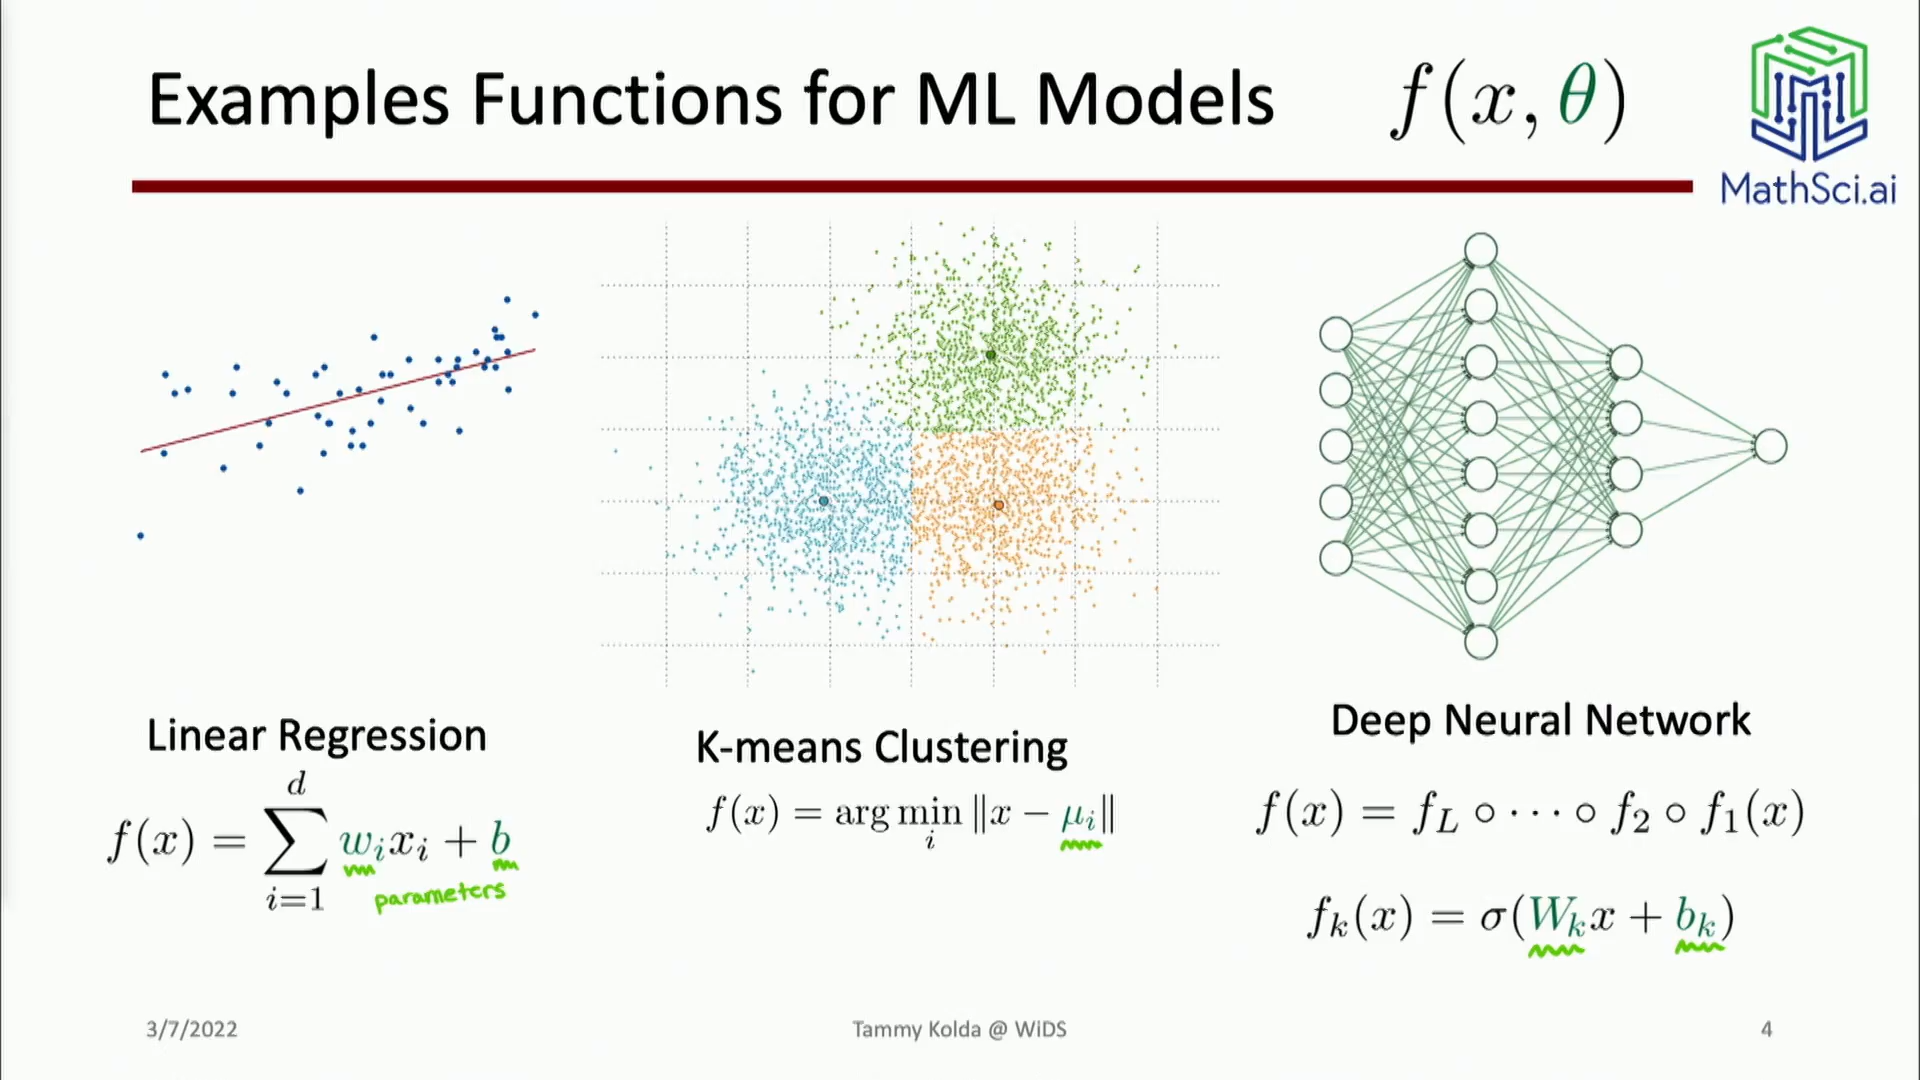 Examples Functions for ML Models
f(x, θ)
MathSci.ai
Linear Regression
f(x) = ∑_{i=1}^{d} w_i x_i + b
parameters
K-means Clustering
f(x) = arg min_i ‖x − μ_i‖
Deep Neural Network
f(x) = f_L ∘ ⋯ ∘ f_2 ∘ f_1(x)
f_k(x) = σ(W_k x + b_k)
3/7/2022
Tammy Kolda @ WiDS
4